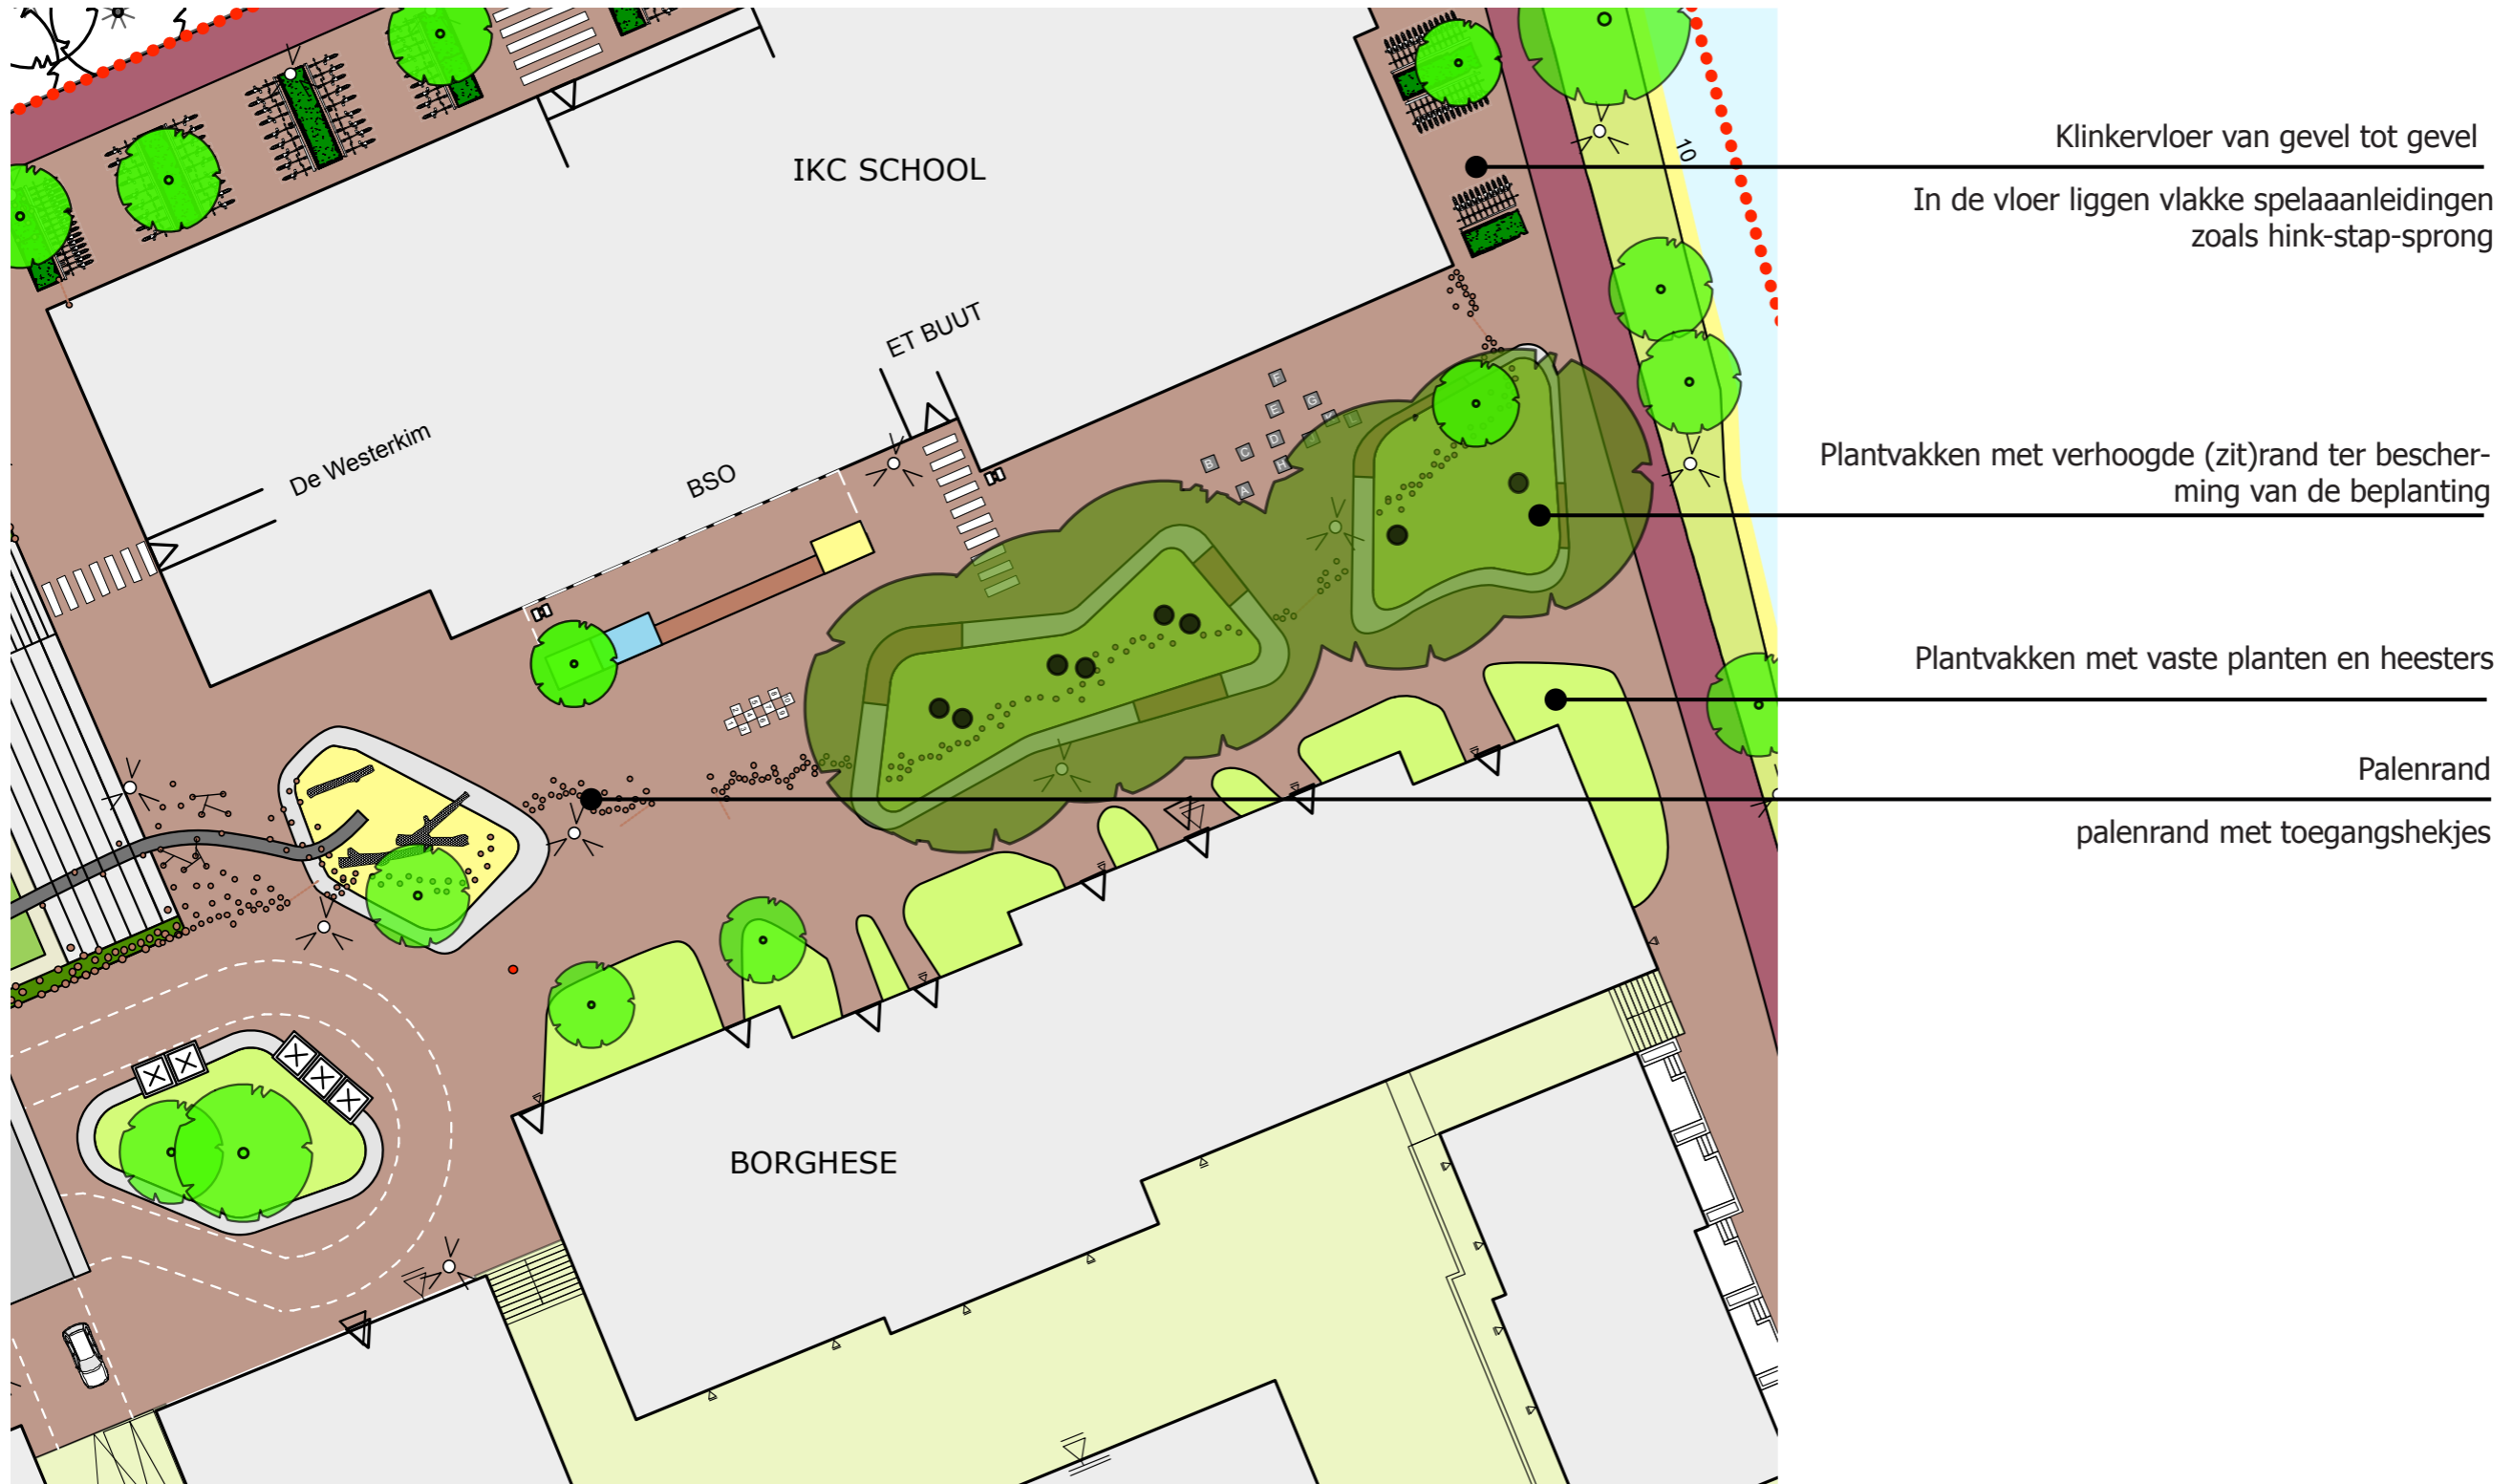 IKC SCHOOL
ET BUUT
De Westerkim
BSO
BORGHESE
10
F
E
G
K
L
D
J
C
B
H
A
Klinkervloer van gevel tot gevel
In de vloer liggen vlakke spelaaanleidingen
zoals hink-stap-sprong
Plantvakken met verhoogde (zit)rand ter bescher-
ming van de beplanting
Plantvakken met vaste planten en heesters
Palenrand
palenrand met toegangshekjes